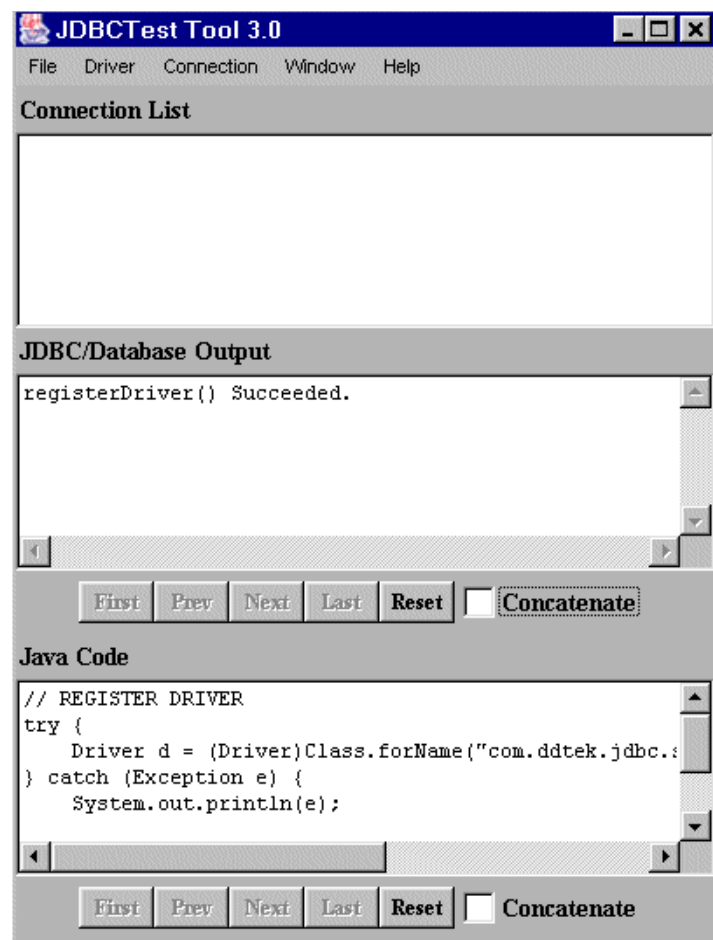 JDBCTest Tool 3.0
File Driver Connection Window Help
Connection List
JDBC/Database Output
registerDriver() Succeeded.
First Prev Next Last Reset Concatenate
Java Code
// REGISTER DRIVER
try {
    Driver d = (Driver)Class.forName("com.ddtek.jdbc.s
} catch (Exception e) {
    System.out.println(e);
First Prev Next Last Reset Concatenate